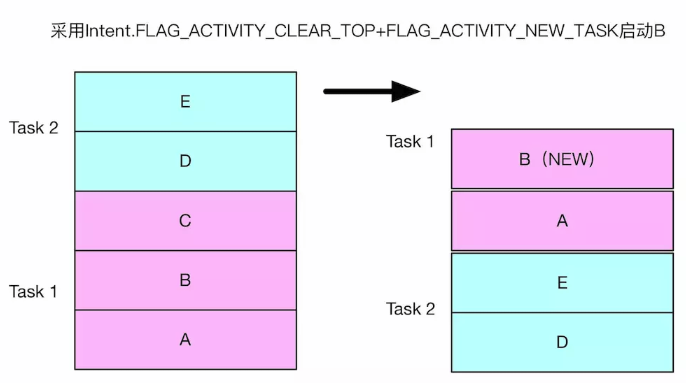 采用Intent.FLAG_ACTIVITY_CLEAR_TOP+FLAG_ACTIVITY_NEW_TASK启动B
Task 2
E
D
C
Task 1
B
A
Task 1
B（NEW）
A
Task 2
E
D